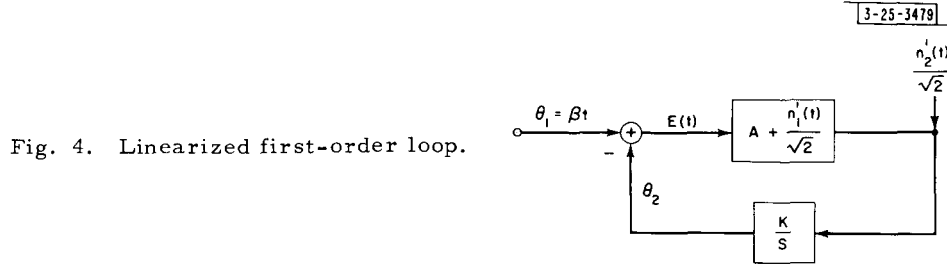 3-25-3479
n₂'(t)
√2
θ₁ = βt
+
E(t)
A + n₁'(t)/√2
−
θ₂
K
S
Fig. 4. Linearized first-order loop.